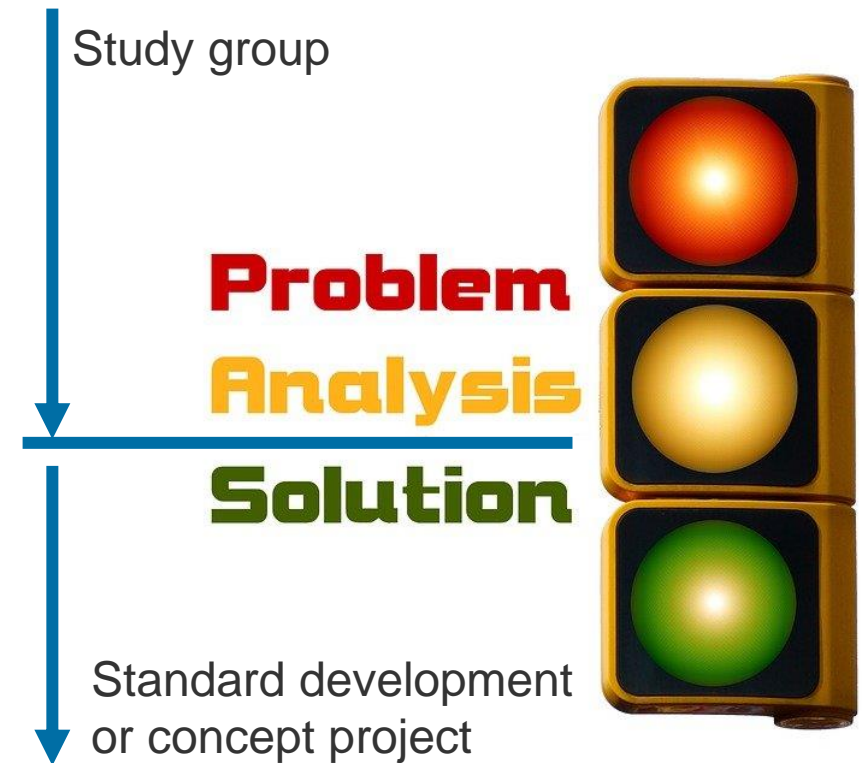 Study group
Problem
Analysis
Solution
Standard development
or concept project